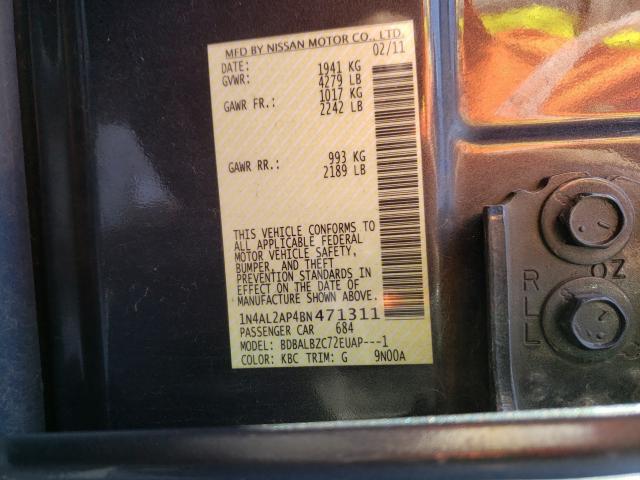 MFD BY NISSAN MOTOR CO., LTD.
DATE: 02/11
GVWR: 1941 KG
4279 LB
GAWR FR.: 1017 KG
2242 LB
GAWR RR.: 993 KG
2189 LB
THIS VEHICLE CONFORMS TO
ALL APPLICABLE FEDERAL
MOTOR VEHICLE SAFETY,
BUMPER, AND THEFT
PREVENTION STANDARDS IN
EFFECT ON THE DATE OF
MANUFACTURE SHOWN ABOVE.
1N4AL2AP4BN471311
PASSENGER CAR 684
MODEL: BDBALBZC72EUAP---1
COLOR: KBC TRIM: G 9N00A
OZ
RLL